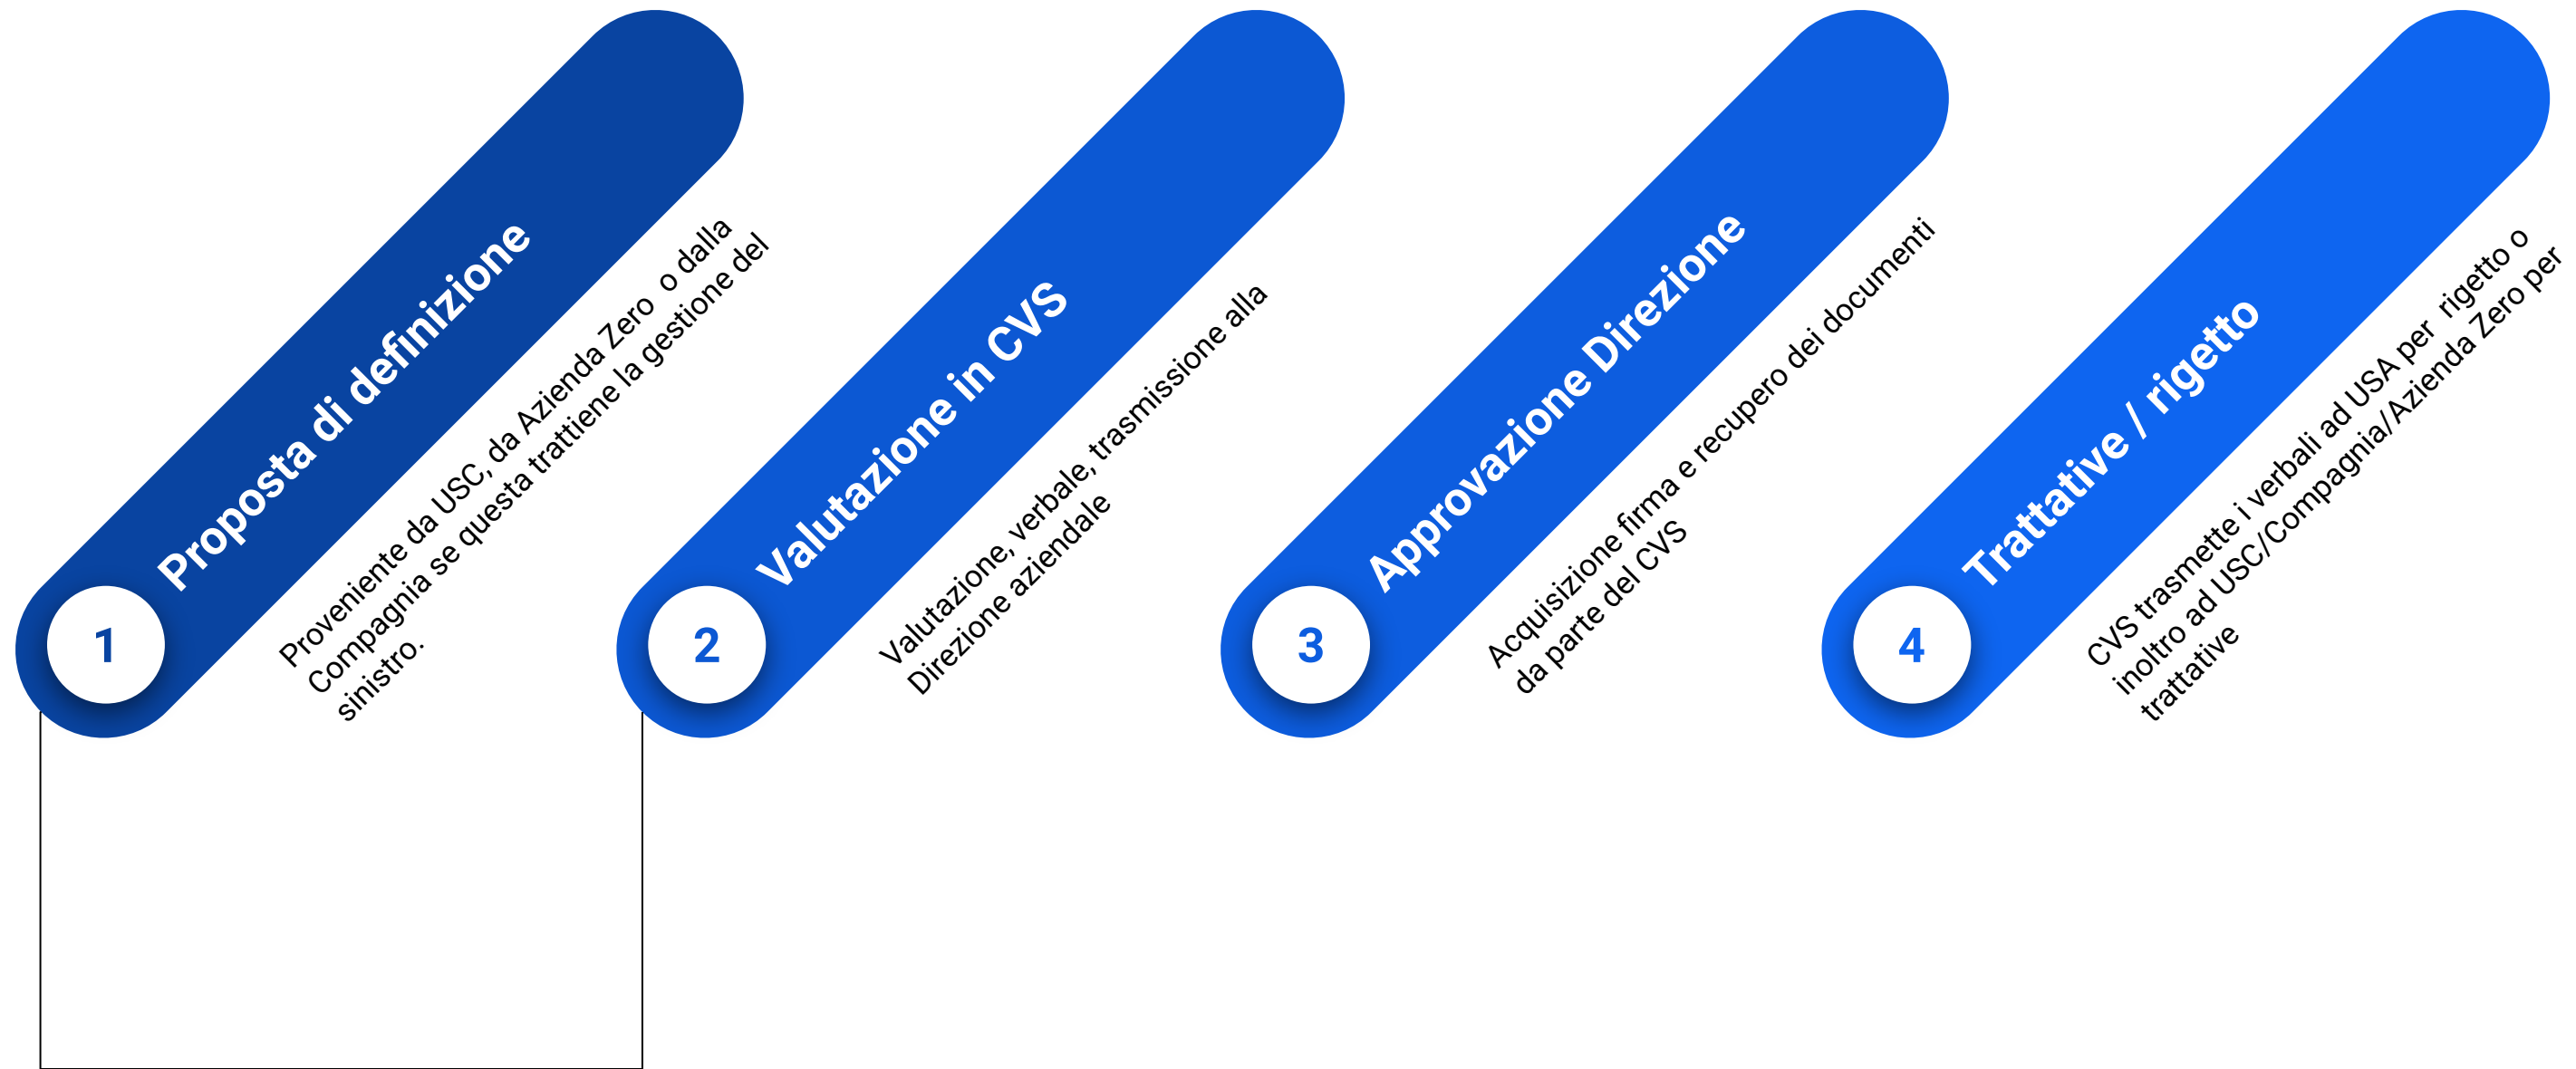 1
Proposta di definizione
Proveniente da USC, da Azienda Zero o dalla
Compagnia se questa trattiene la gestione del
sinistro.
2
Valutazione in CVS
Valutazione, verbale, trasmissione alla
Direzione aziendale
3
Approvazione Direzione
Acquisizione firma e recupero dei documenti
da parte del CVS
4
Trattative / rigetto
CVS trasmette i verbali ad USA per rigetto o
inoltro ad USC/Compagnia/Azienda Zero per
trattative